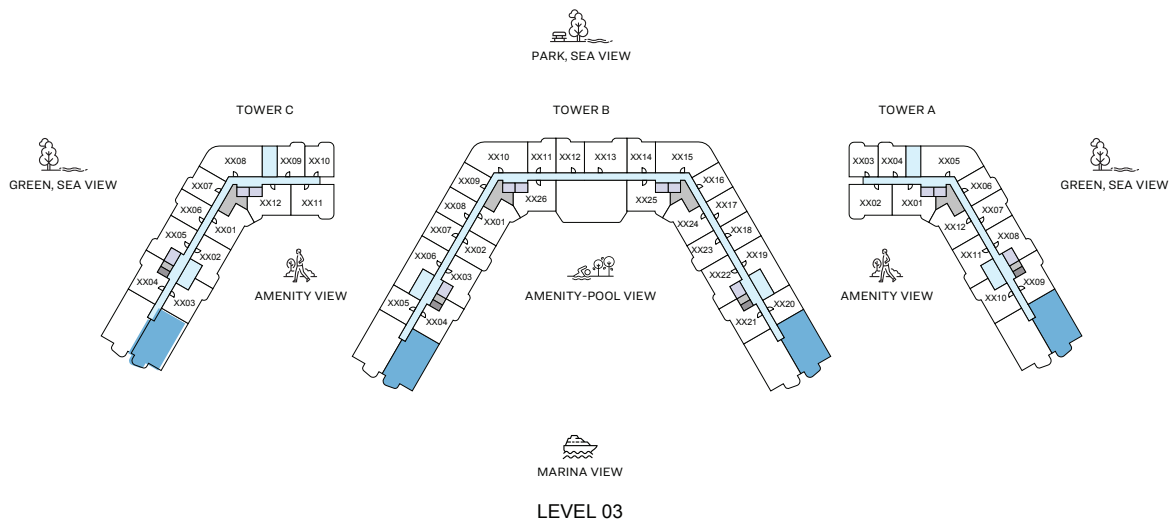 PARK, SEA VIEW
TOWER C
TOWER B
TOWER A
GREEN, SEA VIEW
GREEN, SEA VIEW
XX08
XX09
XX10
XX07
XX06
XX05
XX04
XX01
XX02
XX03
XX12
XX11
XX10
XX11
XX12
XX13
XX14
XX15
XX09
XX08
XX07
XX06
XX05
XX26
XX01
XX02
XX03
XX04
XX25
XX24
XX23
XX22
XX21
XX16
XX17
XX18
XX19
XX20
XX03
XX04
XX05
XX02
XX01
XX06
XX07
XX08
XX09
XX12
XX11
XX10
AMENITY VIEW
AMENITY-POOL VIEW
AMENITY VIEW
MARINA VIEW
LEVEL 03